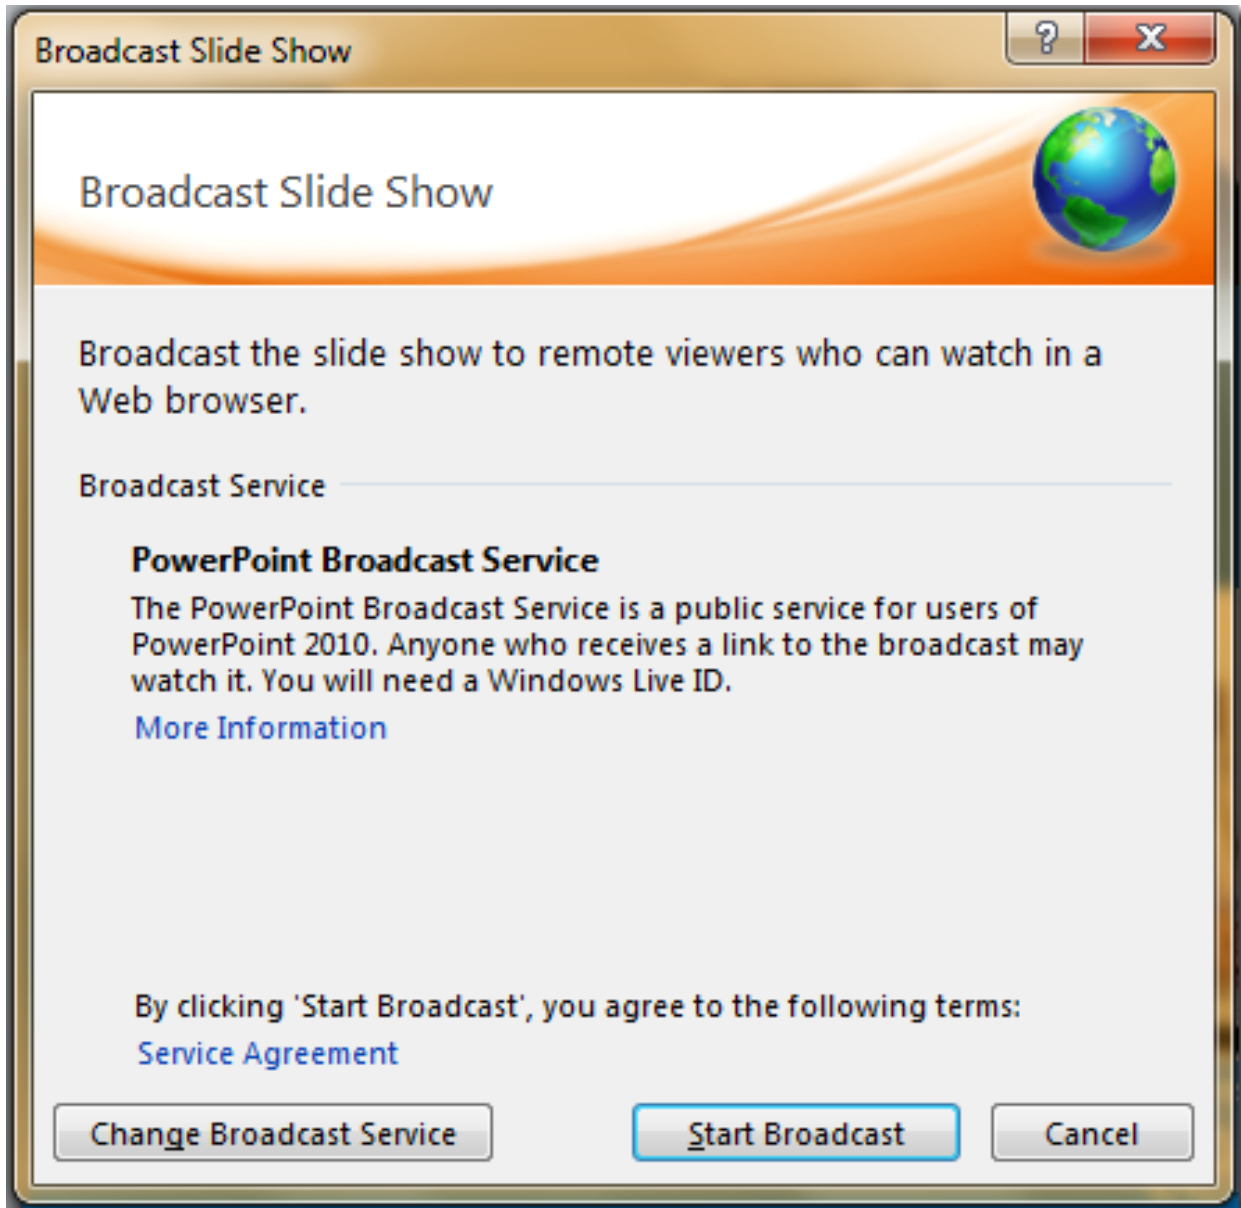 Broadcast Slide Show
?
X
Broadcast Slide Show
Broadcast the slide show to remote viewers who can watch in a
Web browser.
Broadcast Service
PowerPoint Broadcast Service
The PowerPoint Broadcast Service is a public service for users of
PowerPoint 2010. Anyone who receives a link to the broadcast may
watch it. You will need a Windows Live ID.
More Information
By clicking 'Start Broadcast', you agree to the following terms:
Service Agreement
Change Broadcast Service
Start Broadcast
Cancel